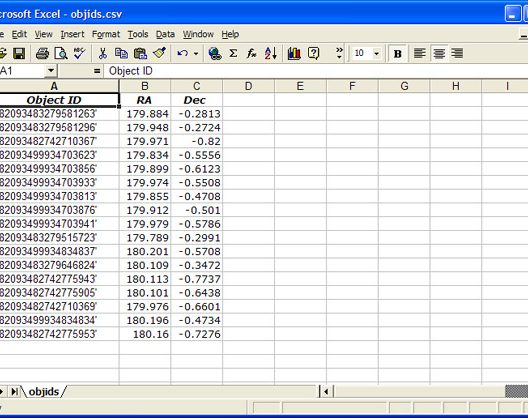 crosoft Excel - objids.csv
Edit View Insert Format Tools Data Window Help
10 B
A1 = Object ID
A B C D E F G H I
Object ID RA Dec
82093483279581263' 179.884 -0.2813
82093483279581296' 179.948 -0.2724
82093482742710367' 179.971 -0.82
82093499934703623' 179.834 -0.5556
82093499934703856' 179.899 -0.6123
82093499934703933' 179.974 -0.5508
82093499934703813' 179.855 -0.4708
82093499934703876' 179.912 -0.501
82093499934703941' 179.979 -0.5786
82093483279515723' 179.789 -0.2991
82093499934834837' 180.201 -0.5708
82093483279646824' 180.109 -0.3472
82093482742775943' 180.113 -0.7737
82093482742775905' 180.101 -0.6438
82093482742710369' 179.976 -0.6601
82093499934834834' 180.196 -0.4734
82093482742775953' 180.16 -0.7276
objids
NUM